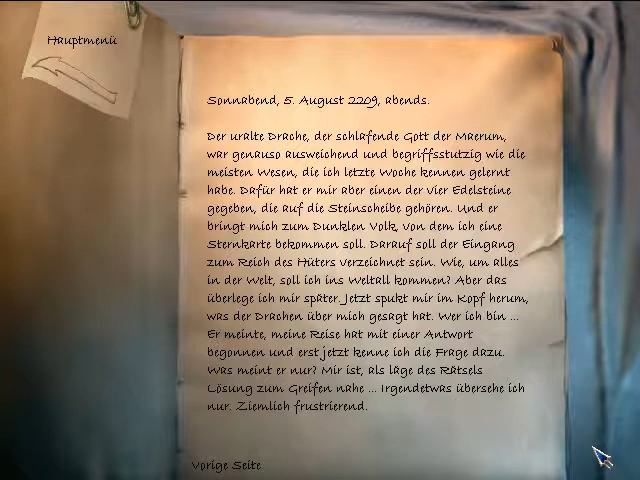 Hauptmenü
Sonnabend, 5. August 2209, abends.
Der uralte Drache, der schlafende Gott der Maerum,
war genauso ausweichend und begriffsstutzig wie die
meisten Wesen, die ich letzte Woche kennen gelernt
habe. Dafür hat er mir aber einen der vier Edelsteine
gegeben, die auf die Steinscheibe gehören. Und er
bringt mich zum Dunklen Volk, von dem ich eine
Sternkarte bekommen soll. Darauf soll der Eingang
zum Reich des Hüters verzeichnet sein. Wie, um alles
in der Welt, soll ich ins Weltall kommen? Aber das
überlege ich mir später. Jetzt spukt mir im Kopf herum,
was der Drachen über mich gesagt hat. Wer ich bin ...
Er meinte, meine Reise hat mit einer Antwort
begonnen und erst jetzt kenne ich die Frage dazu.
Was meint er nur? Mir ist, als läge des Rätsels
Lösung zum Greifen nahe ... Irgendetwas übersehe ich
nur. Ziemlich frustrierend.
Vorige Seite